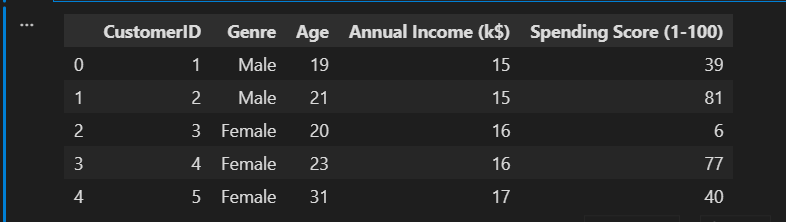 ...
CustomerID Genre Age Annual Income (k$) Spending Score (1-100)
0 1 Male 19 15 39
1 2 Male 21 15 81
2 3 Female 20 16 6
3 4 Female 23 16 77
4 5 Female 31 17 40